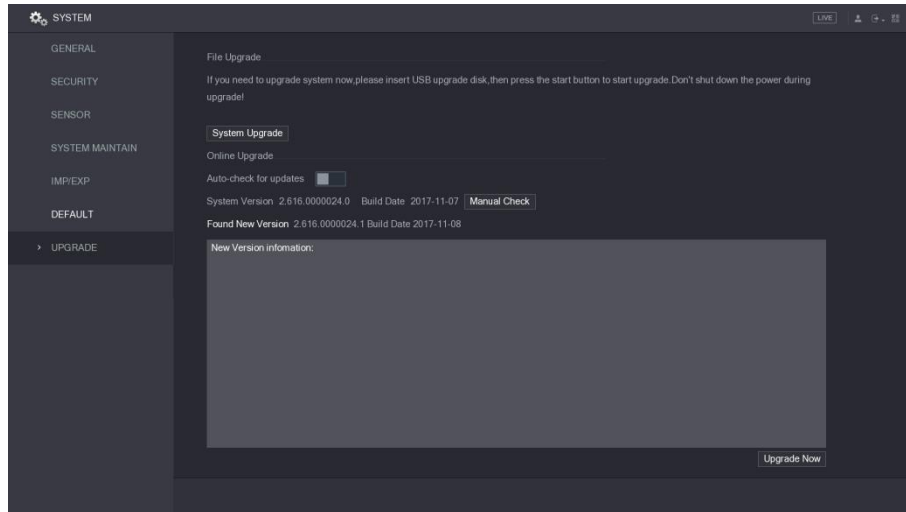 SYSTEM
LIVE
GENERAL
SECURITY
SENSOR
SYSTEM MAINTAIN
IMP/EXP
DEFAULT
UPGRADE
File Upgrade
If you need to upgrade system now,please insert USB upgrade disk,then press the start button to start upgrade.Don't shut down the power during
upgrade!
System Upgrade
Online Upgrade
Auto-check for updates
System Version 2.616.0000024.0 Build Date 2017-11-07 Manual Check
Found New Version 2.616.0000024.1 Build Date 2017-11-08
New Version infomation:
Upgrade Now